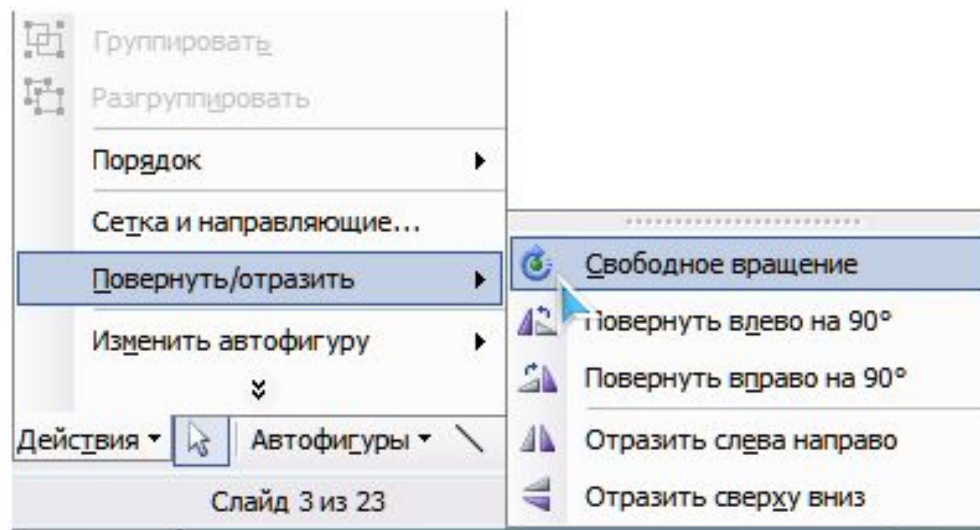 Группировать
Разгруппировать
Порядок
Сетка и направляющие...
Повернуть/отразить
Изменить автофигуру
Действия
Автофигуры
Слайд 3 из 23
Свободное вращение
Повернуть влево на 90°
Повернуть вправо на 90°
Отразить слева направо
Отразить сверху вниз